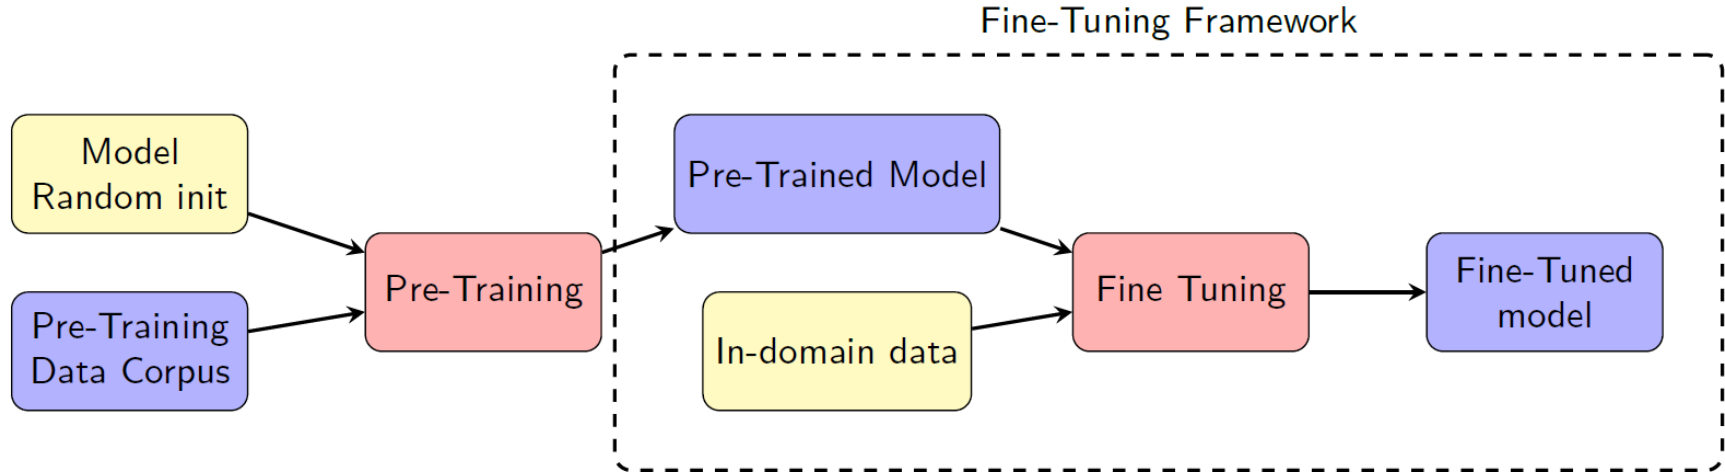 Fine-Tuning Framework
Model
Random init
Pre-Training
Data Corpus
Pre-Training
Pre-Trained Model
In-domain data
Fine Tuning
Fine-Tuned
model